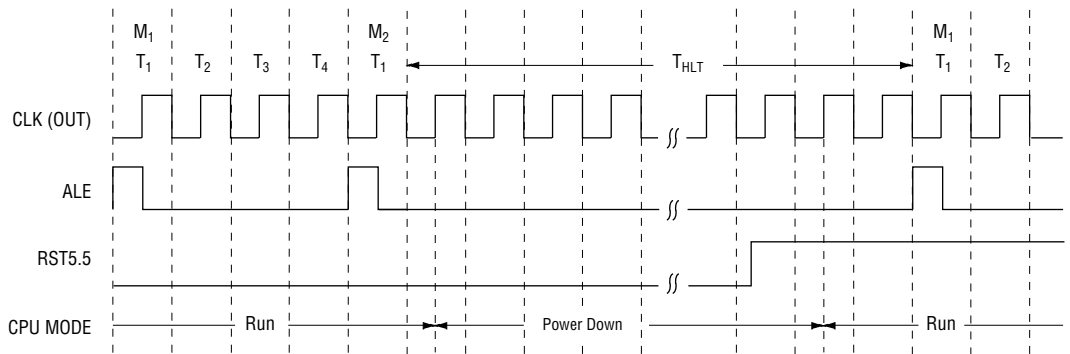 M₁ M₂ M₁
T₁ T₂ T₃ T₄ T₁ T_HLT T₁ T₂
CLK (OUT)
ALE
RST5.5
CPU MODE Run Power Down Run